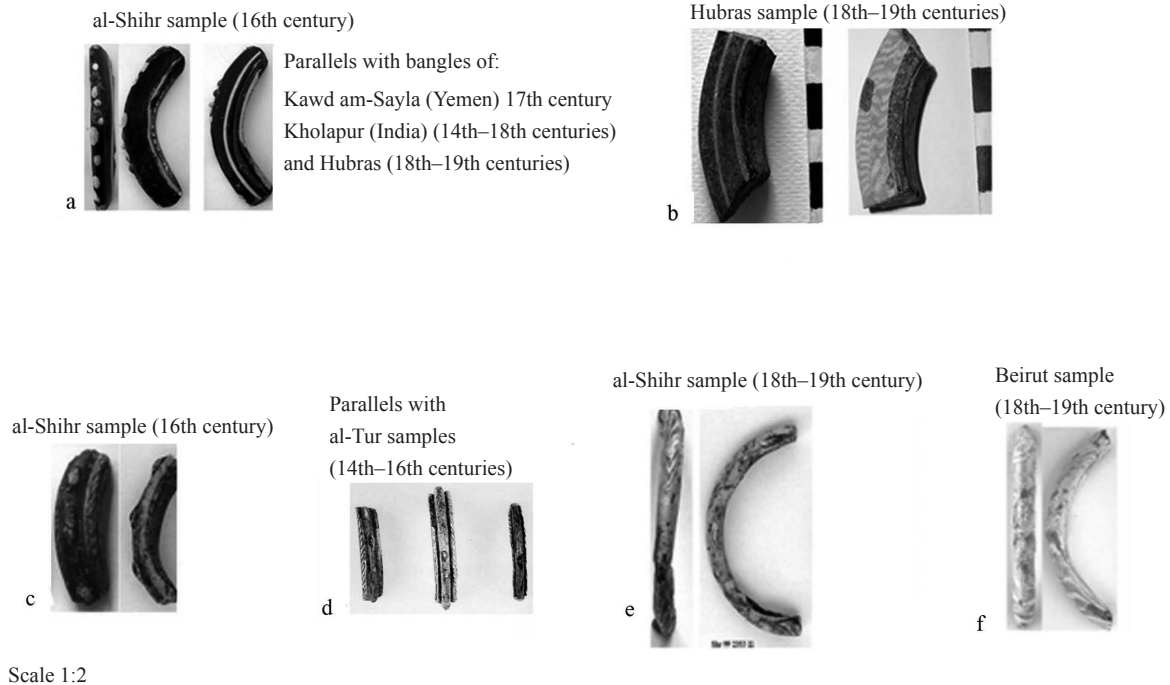 al-Shihr sample (16th century)
Parallels with bangles of:
Kawd am-Sayla (Yemen) 17th century
Kholapur (India) (14th–18th centuries)
and Hubras (18th–19th centuries)
a
Hubras sample (18th–19th centuries)
b
al-Shihr sample (16th century)
c
Parallels with
al-Tur samples
(14th–16th centuries)
d
al-Shihr sample (18th–19th century)
e
Beirut sample
(18th–19th century)
f
Scale 1:2